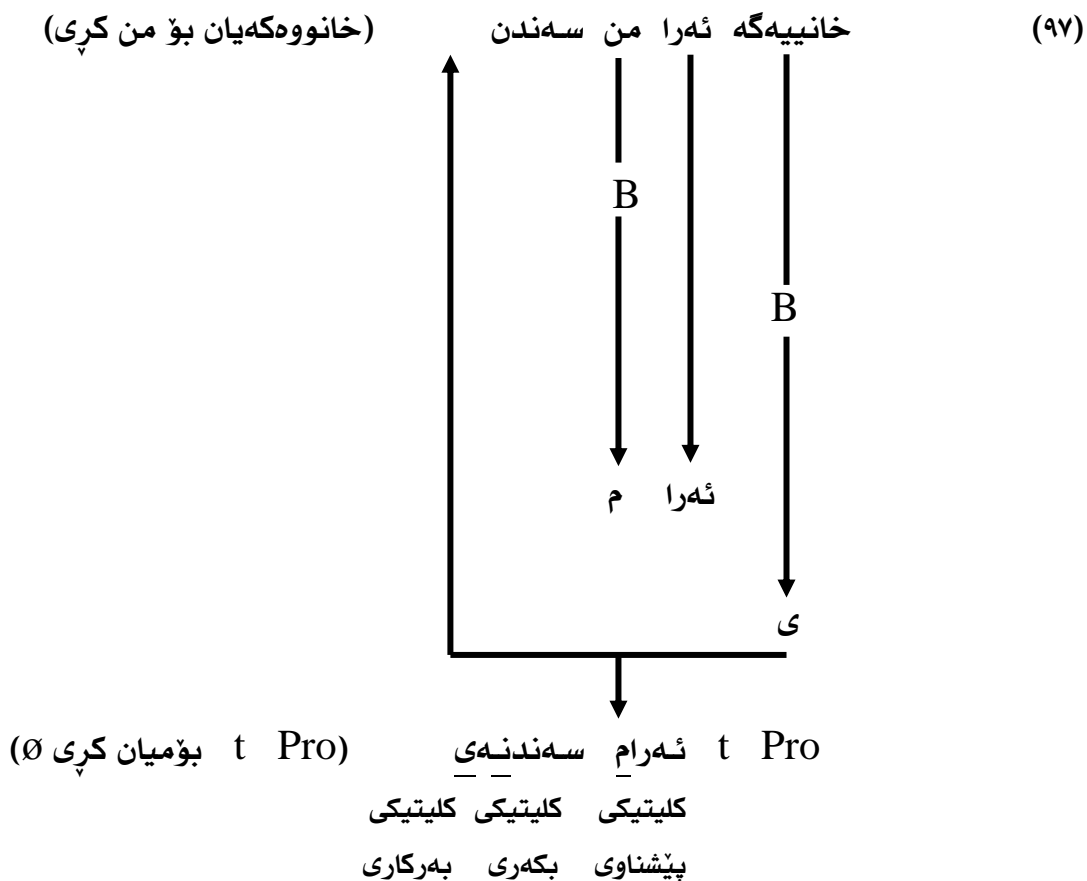 (٩٧) خانییەگە ئەرا من سەندن (خانووەکەیان بۆ من کڕی)
B
B
ئەرا م
ی
Pro t ئەرام سەندنەی (Pro t بۆمیان کڕی Ø)
کلیتیکی کلیتیکی کلیتیکی
پێشناوی بکەری بەرکاری